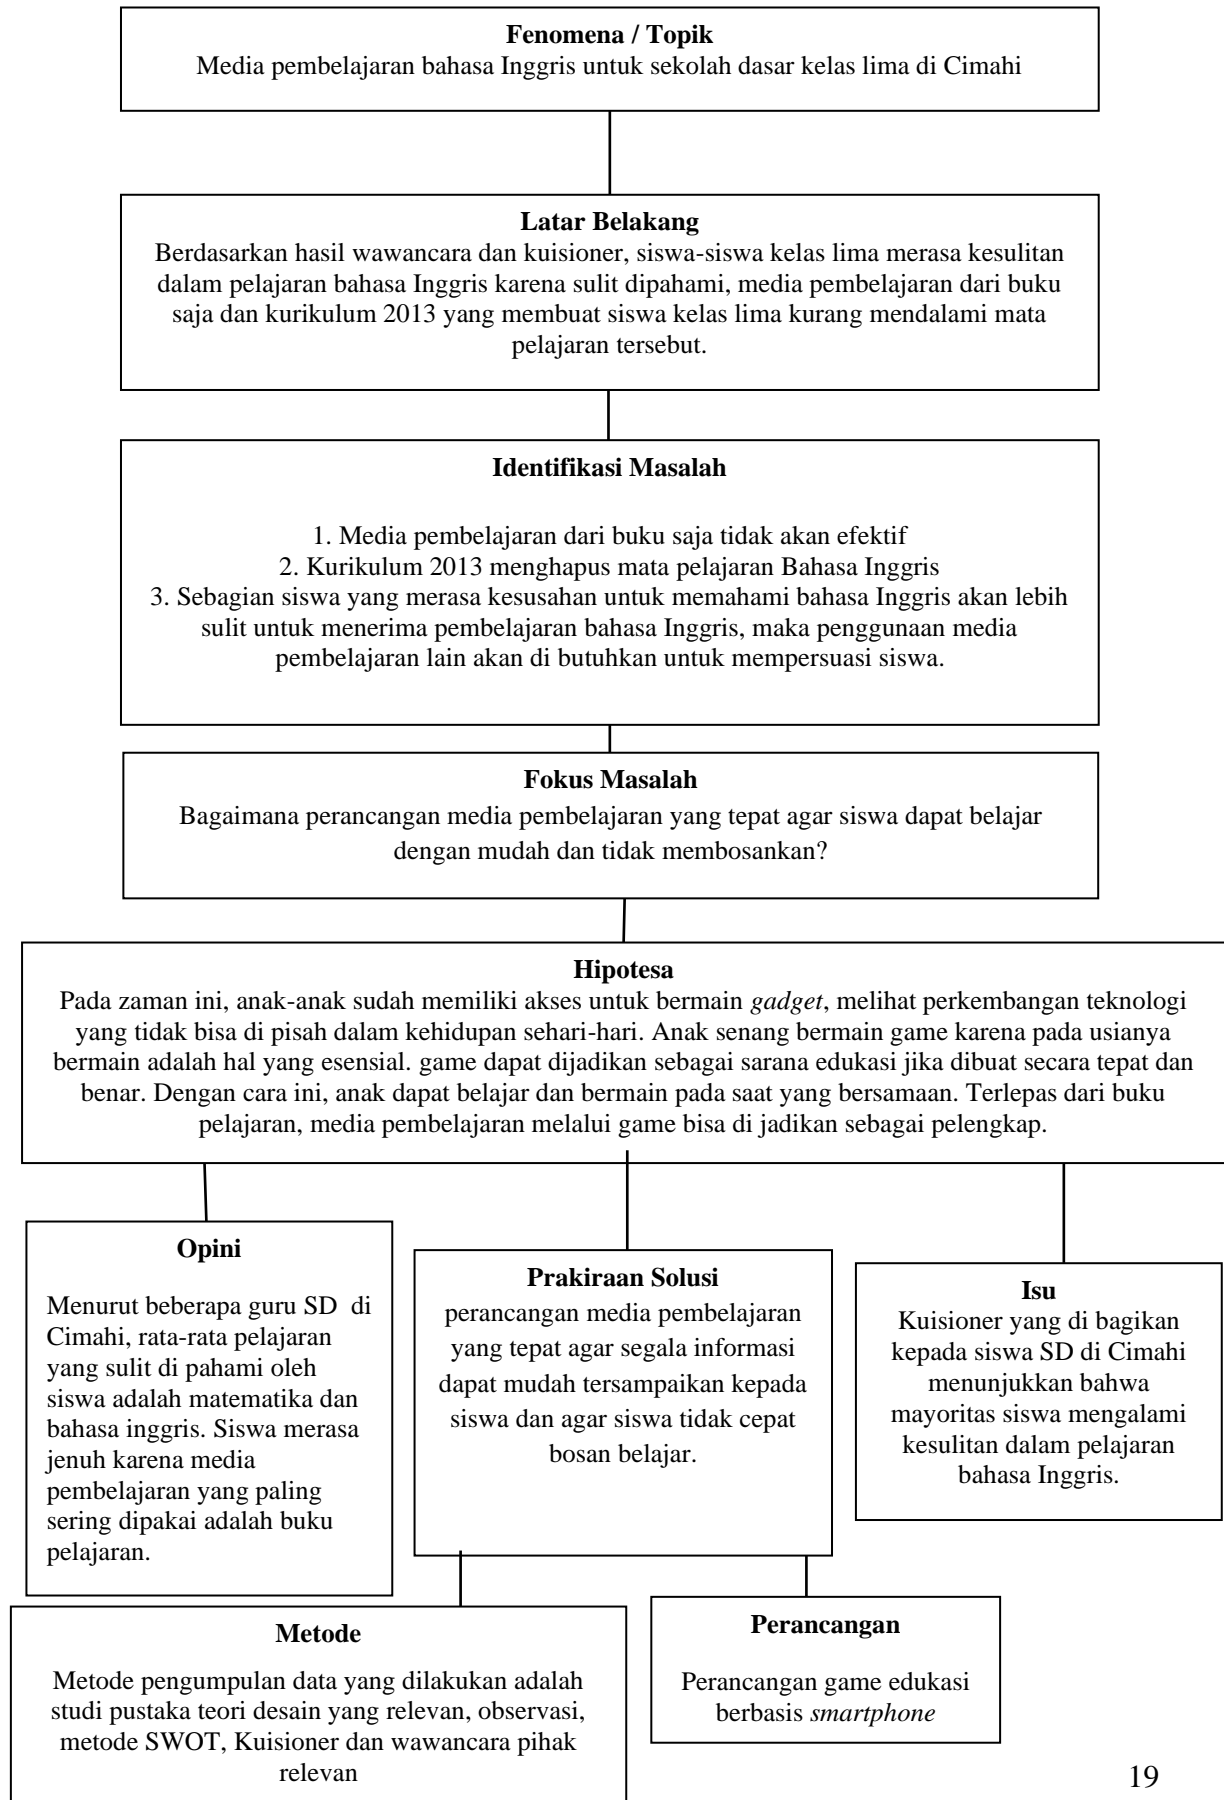 Fenomena / Topik
Media pembelajaran bahasa Inggris untuk sekolah dasar kelas lima di Cimahi
Latar Belakang
Berdasarkan hasil wawancara dan kuisioner, siswa-siswa kelas lima merasa kesulitan
dalam pelajaran bahasa Inggris karena sulit dipahami, media pembelajaran dari buku
saja dan kurikulum 2013 yang membuat siswa kelas lima kurang mendalami mata
pelajaran tersebut.
Identifikasi Masalah
1. Media pembelajaran dari buku saja tidak akan efektif
2. Kurikulum 2013 menghapus mata pelajaran Bahasa Inggris
3. Sebagian siswa yang merasa kesusahan untuk memahami bahasa Inggris akan lebih
sulit untuk menerima pembelajaran bahasa Inggris, maka penggunaan media
pembelajaran lain akan di butuhkan untuk mempersuasi siswa.
Fokus Masalah
Bagaimana perancangan media pembelajaran yang tepat agar siswa dapat belajar
dengan mudah dan tidak membosankan?
Hipotesa
Pada zaman ini, anak-anak sudah memiliki akses untuk bermain gadget, melihat perkembangan teknologi
yang tidak bisa di pisah dalam kehidupan sehari-hari. Anak senang bermain game karena pada usianya
bermain adalah hal yang esensial. game dapat dijadikan sebagai sarana edukasi jika dibuat secara tepat dan
benar. Dengan cara ini, anak dapat belajar dan bermain pada saat yang bersamaan. Terlepas dari buku
pelajaran, media pembelajaran melalui game bisa di jadikan sebagai pelengkap.
Opini
Menurut beberapa guru SD di
Cimahi, rata-rata pelajaran
yang sulit di pahami oleh
siswa adalah matematika dan
bahasa inggris. Siswa merasa
jenuh karena media
pembelajaran yang paling
sering dipakai adalah buku
pelajaran.
Prakiraan Solusi
perancangan media pembelajaran
yang tepat agar segala informasi
dapat mudah tersampaikan kepada
siswa dan agar siswa tidak cepat
bosan belajar.
Isu
Kuisioner yang di bagikan
kepada siswa SD di Cimahi
menunjukkan bahwa
mayoritas siswa mengalami
kesulitan dalam pelajaran
bahasa Inggris.
Metode
Metode pengumpulan data yang dilakukan adalah
studi pustaka teori desain yang relevan, observasi,
metode SWOT, Kuisioner dan wawancara pihak
relevan
Perancangan
Perancangan game edukasi
berbasis smartphone
19